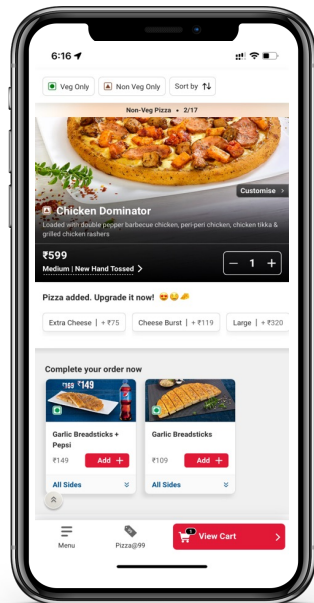 6:16
Veg Only
Non Veg Only
Sort by
Non-Veg Pizza • 2/17
Customise
Chicken Dominator
Loaded with double pepper barbecue chicken, peri-peri chicken, chicken tikka &
grilled chicken rashers
₹599
Medium | New Hand Tossed
1
Pizza added. Upgrade it now!
Extra Cheese | + ₹75
Cheese Burst | + ₹119
Large | + ₹320
Complete your order now
₹169 ₹149
Garlic Breadsticks +
Pepsi
₹149
Add +
All Sides
Garlic Breadsticks
₹109
Add +
All Sides
Menu
Pizza@99
1
View Cart